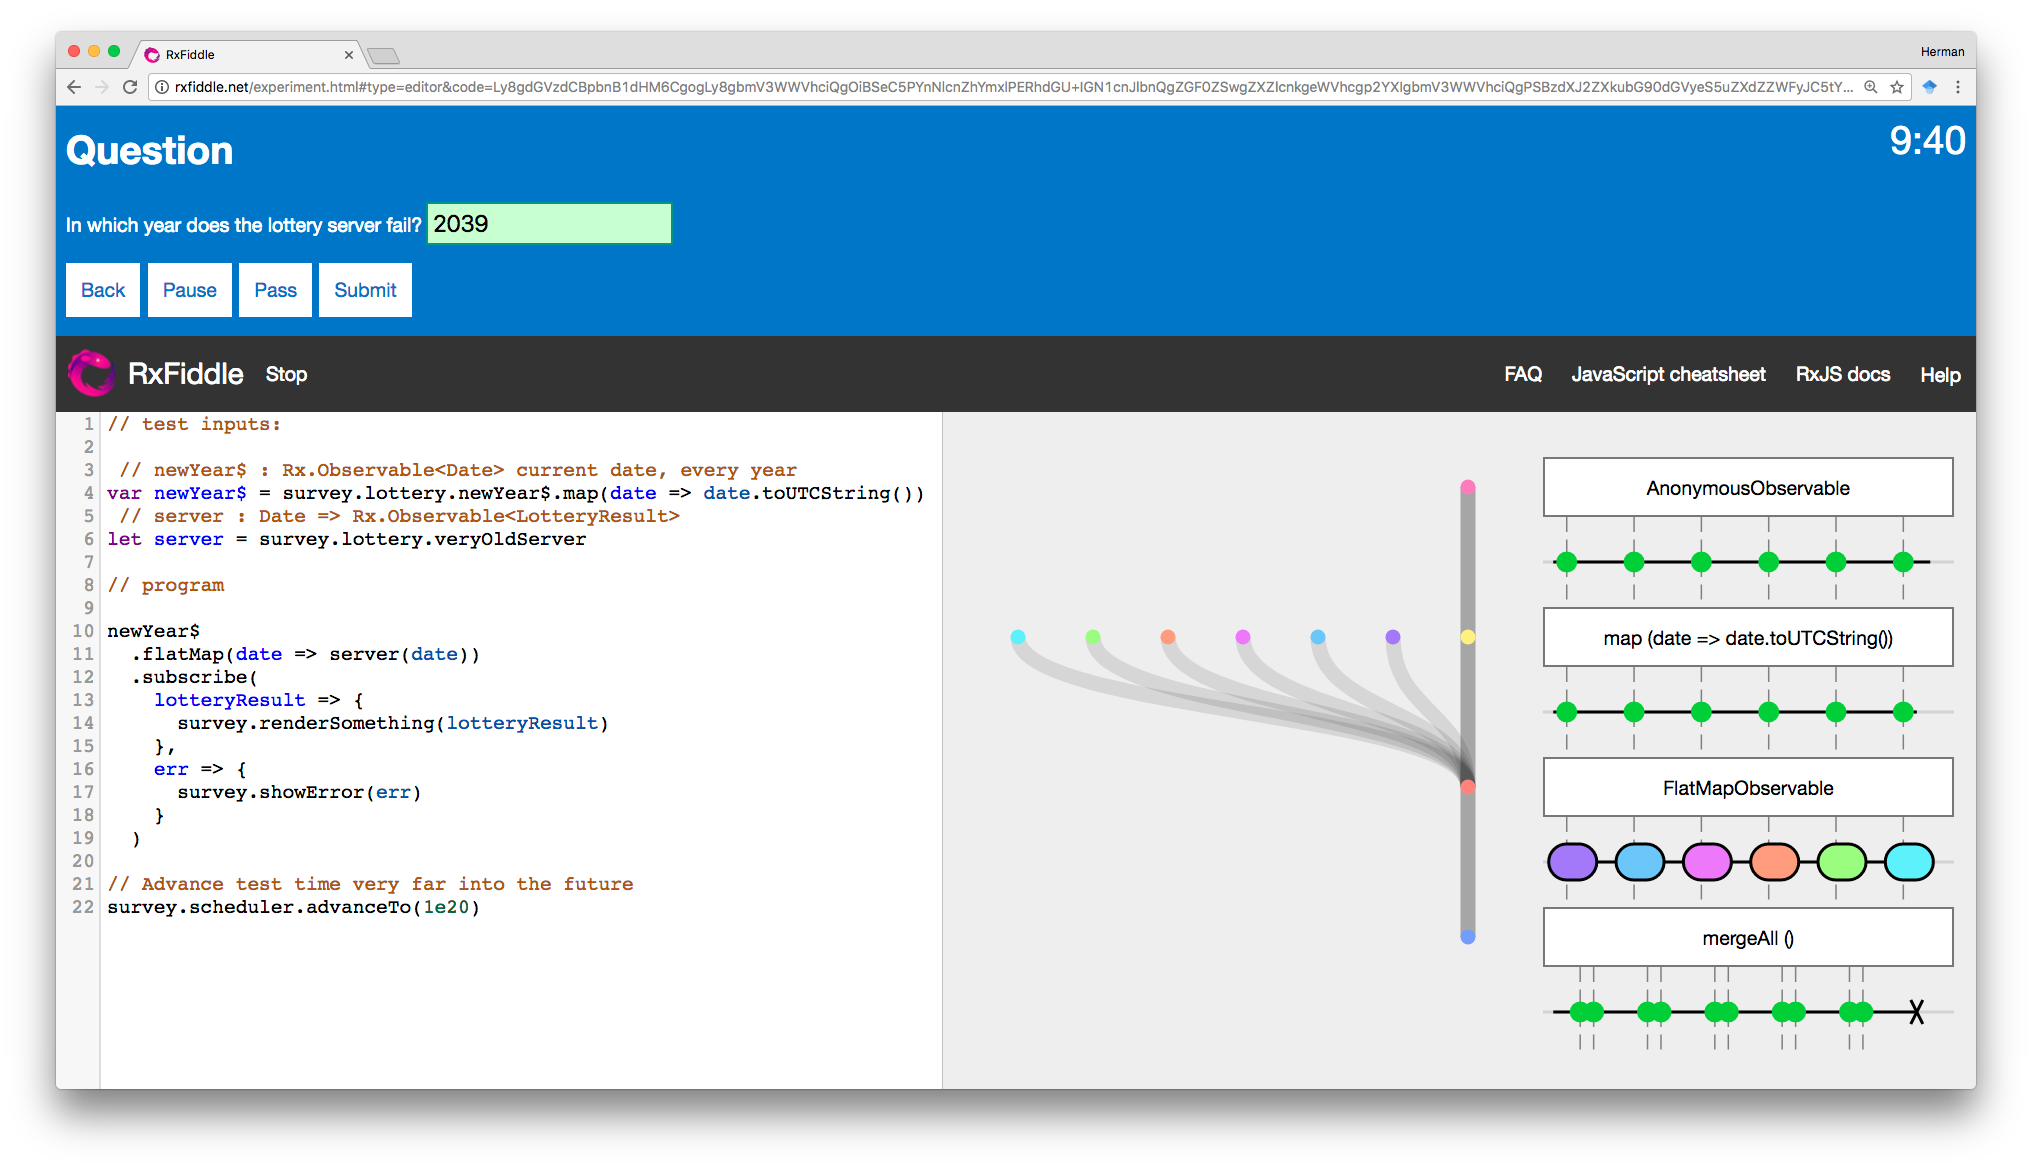 RxFiddle
Herman
rxfiddle.net/experiment.html#type=editor&code=Ly8gdGVzdCBpbnB1dHM6CgogLy8gbmV3WWVhciQgOiBSeC5PYnNlcnZhYmxlPERhdGU+IGN1cnJlbnQgZGF0ZSwgZXZlcnkgeWVhcgp2YXIgbmV3WWVhciQgPSBzdXJ2ZXkubG90dGVyeS5uZXdZZWFyJC5tY...
Question
9:40
In which year does the lottery server fail? 2039
Back Pause Pass Submit
RxFiddle Stop
FAQ JavaScript cheatsheet RxJS docs Help
1 // test inputs:
2
3 // newYear$ : Rx.Observable<Date> current date, every year
4 var newYear$ = survey.lottery.newYear$.map(date => date.toUTCString())
5 // server : Date => Rx.Observable<LotteryResult>
6 let server = survey.lottery.veryOldServer
7
8 // program
9
10 newYear$
11 .flatMap(date => server(date))
12 .subscribe(
13 lotteryResult => {
14 survey.renderSomething(lotteryResult)
15 },
16 err => {
17 survey.showError(err)
18 }
19 )
20
21 // Advance test time very far into the future
22 survey.scheduler.advanceTo(1e20)
AnonymousObservable
map (date => date.toUTCString())
FlatMapObservable
mergeAll ()